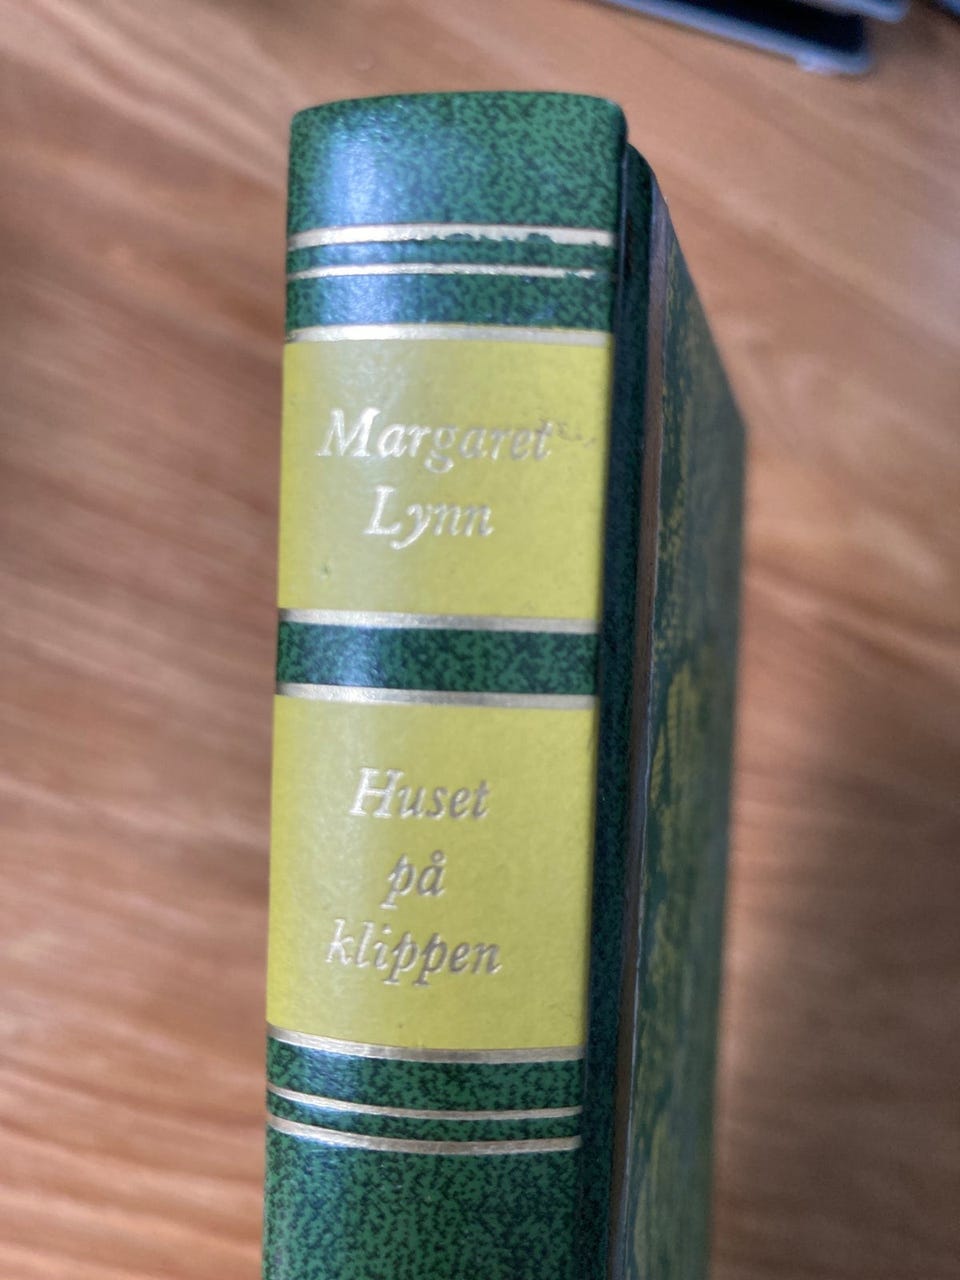 Margaret
Lynn
Huset
på
klippen